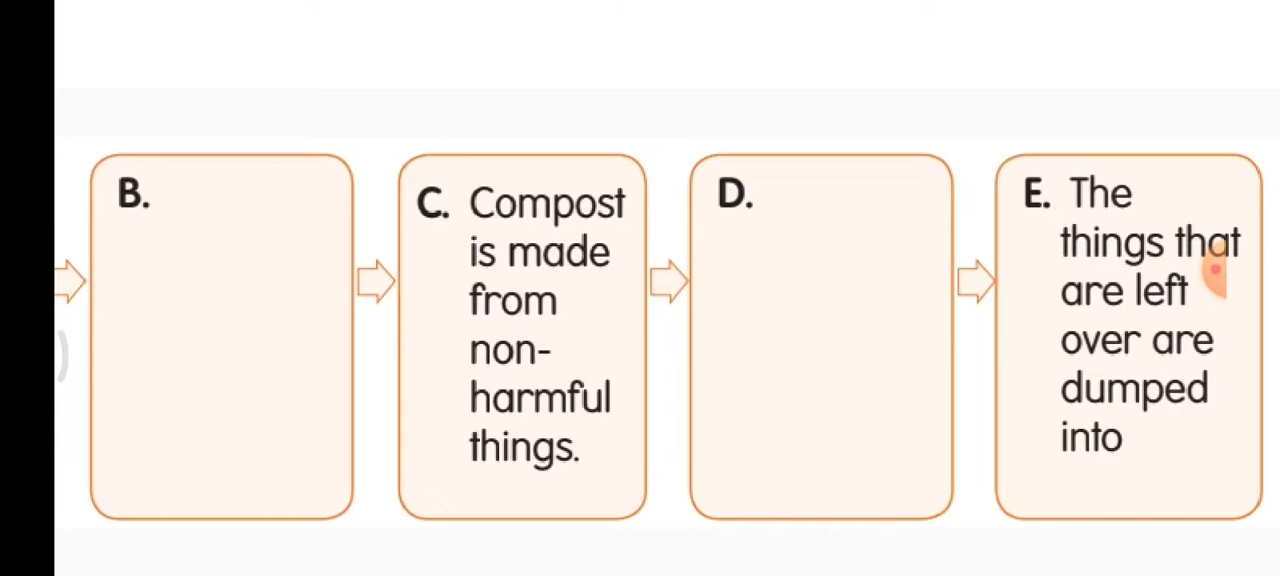 B.
C. Compost
is made
from
non-
harmful
things.
D.
E. The
things that
are left
over are
dumped
into